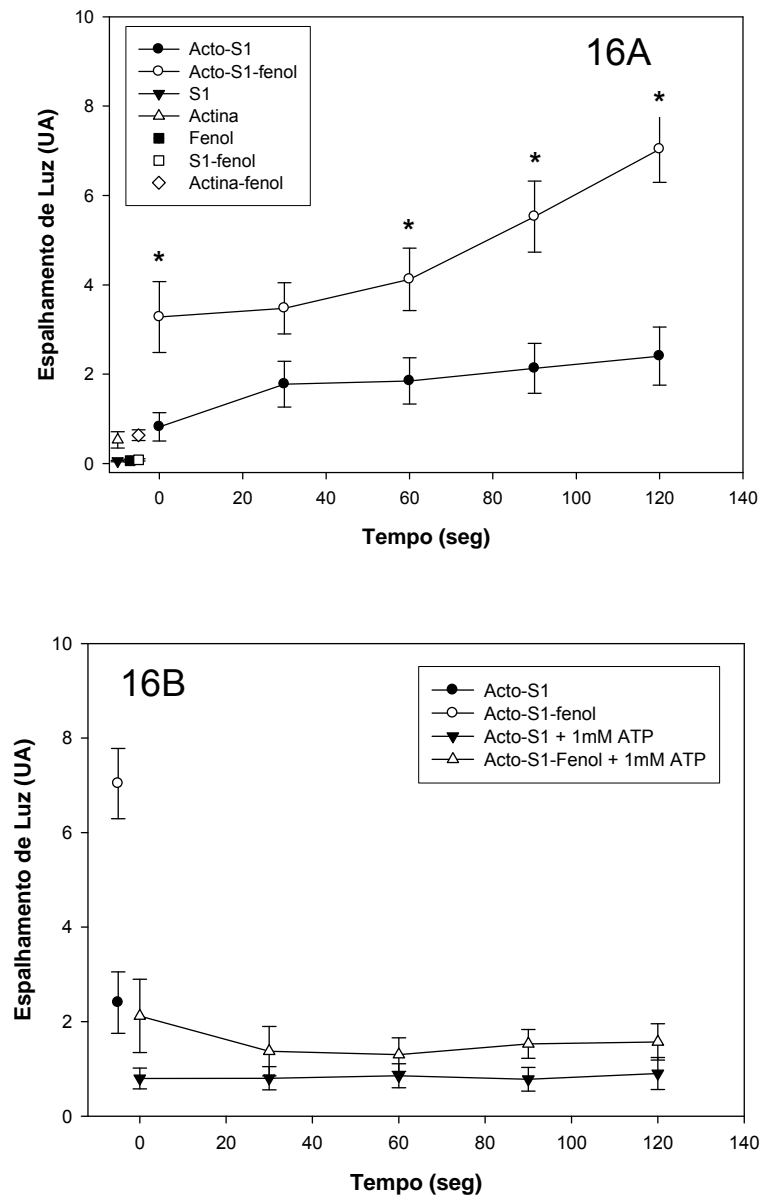 16A
Acto-S1
Acto-S1-fenol
S1
Actina
Fenol
S1-fenol
Actina-fenol
* * * *
10
8
6
4
2
0
Espalhamento de Luz (UA)
0 20 40 60 80 100 120 140
Tempo (seg)
16B
Acto-S1
Acto-S1-fenol
Acto-S1 + 1mM ATP
Acto-S1-Fenol + 1mM ATP
10
8
6
4
2
0
Espalhamento de Luz (UA)
0 20 40 60 80 100 120 140
Tempo (seg)